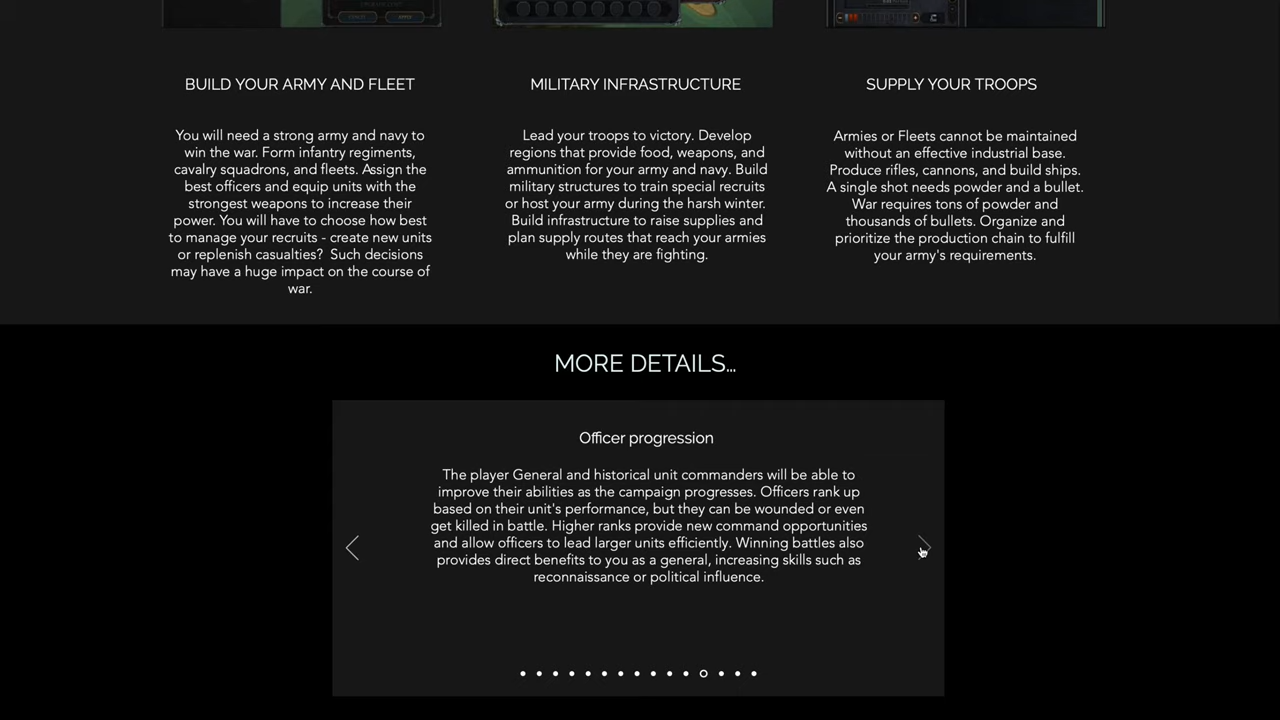 BUILD YOUR ARMY AND FLEET
You will need a strong army and navy to
win the war. Form infantry regiments,
cavalry squadrons, and fleets. Assign the
best officers and equip units with the
strongest weapons to increase their
power. You will have to choose how best
to manage your recruits - create new units
or replenish casualties?  Such decisions
may have a huge impact on the course of
war.
MILITARY INFRASTRUCTURE
Lead your troops to victory. Develop
regions that provide food, weapons, and
ammunition for your army and navy. Build
military structures to train special recruits
or host your army during the harsh winter.
Build infrastructure to raise supplies and
plan supply routes that reach your armies
while they are fighting.
SUPPLY YOUR TROOPS
Armies or Fleets cannot be maintained
without an effective industrial base.
Produce rifles, cannons, and build ships.
A single shot needs powder and a bullet.
War requires tons of powder and
thousands of bullets. Organize and
prioritize the production chain to fulfill
your army's requirements.
MORE DETAILS...
Officer progression
The player General and historical unit commanders will be able to
improve their abilities as the campaign progresses. Officers rank up
based on their unit's performance, but they can be wounded or even
get killed in battle. Higher ranks provide new command opportunities
and allow officers to lead larger units efficiently. Winning battles also
provides direct benefits to you as a general, increasing skills such as
reconnaissance or political influence.